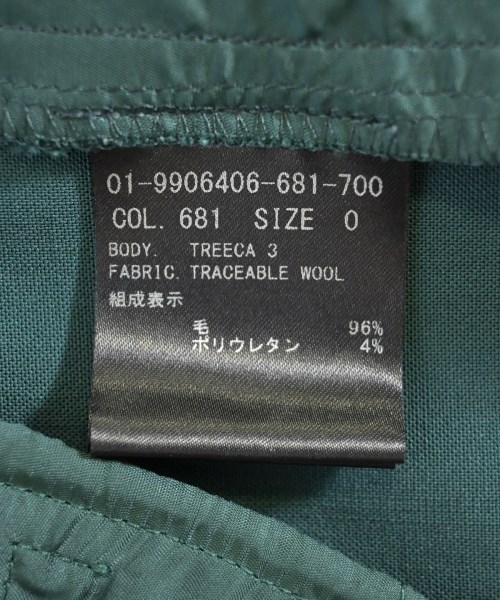 01-9906406-681-700
COL. 681 SIZE 0
BODY. TREECA 3
FABRIC. TRACEABLE WOOL
組成表示
毛 96%
ポリウレタン 4%